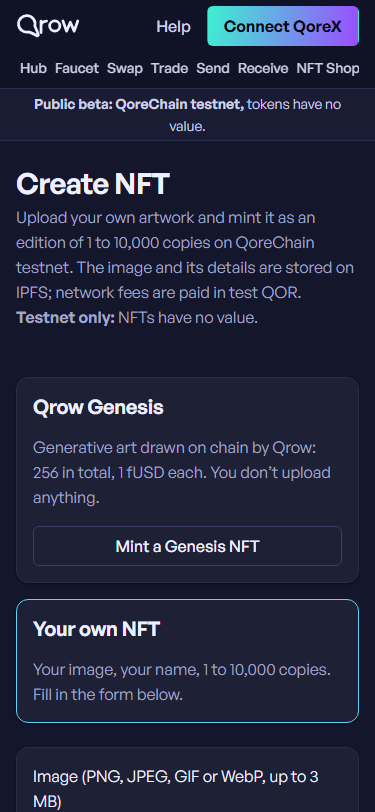 Qrow
Help
Connect QoreX
Hub Faucet Swap Trade Send Receive NFT Shop
Public beta: QoreChain testnet, tokens have no
value.
Create NFT
Upload your own artwork and mint it as an
edition of 1 to 10,000 copies on QoreChain
testnet. The image and its details are stored on
IPFS; network fees are paid in test QOR.
Testnet only: NFTs have no value.
Qrow Genesis
Generative art drawn on chain by Qrow:
256 in total, 1 fUSD each. You don't upload
anything.
Mint a Genesis NFT
Your own NFT
Your image, your name, 1 to 10,000 copies.
Fill in the form below.
Image (PNG, JPEG, GIF or WebP, up to 3
MB)